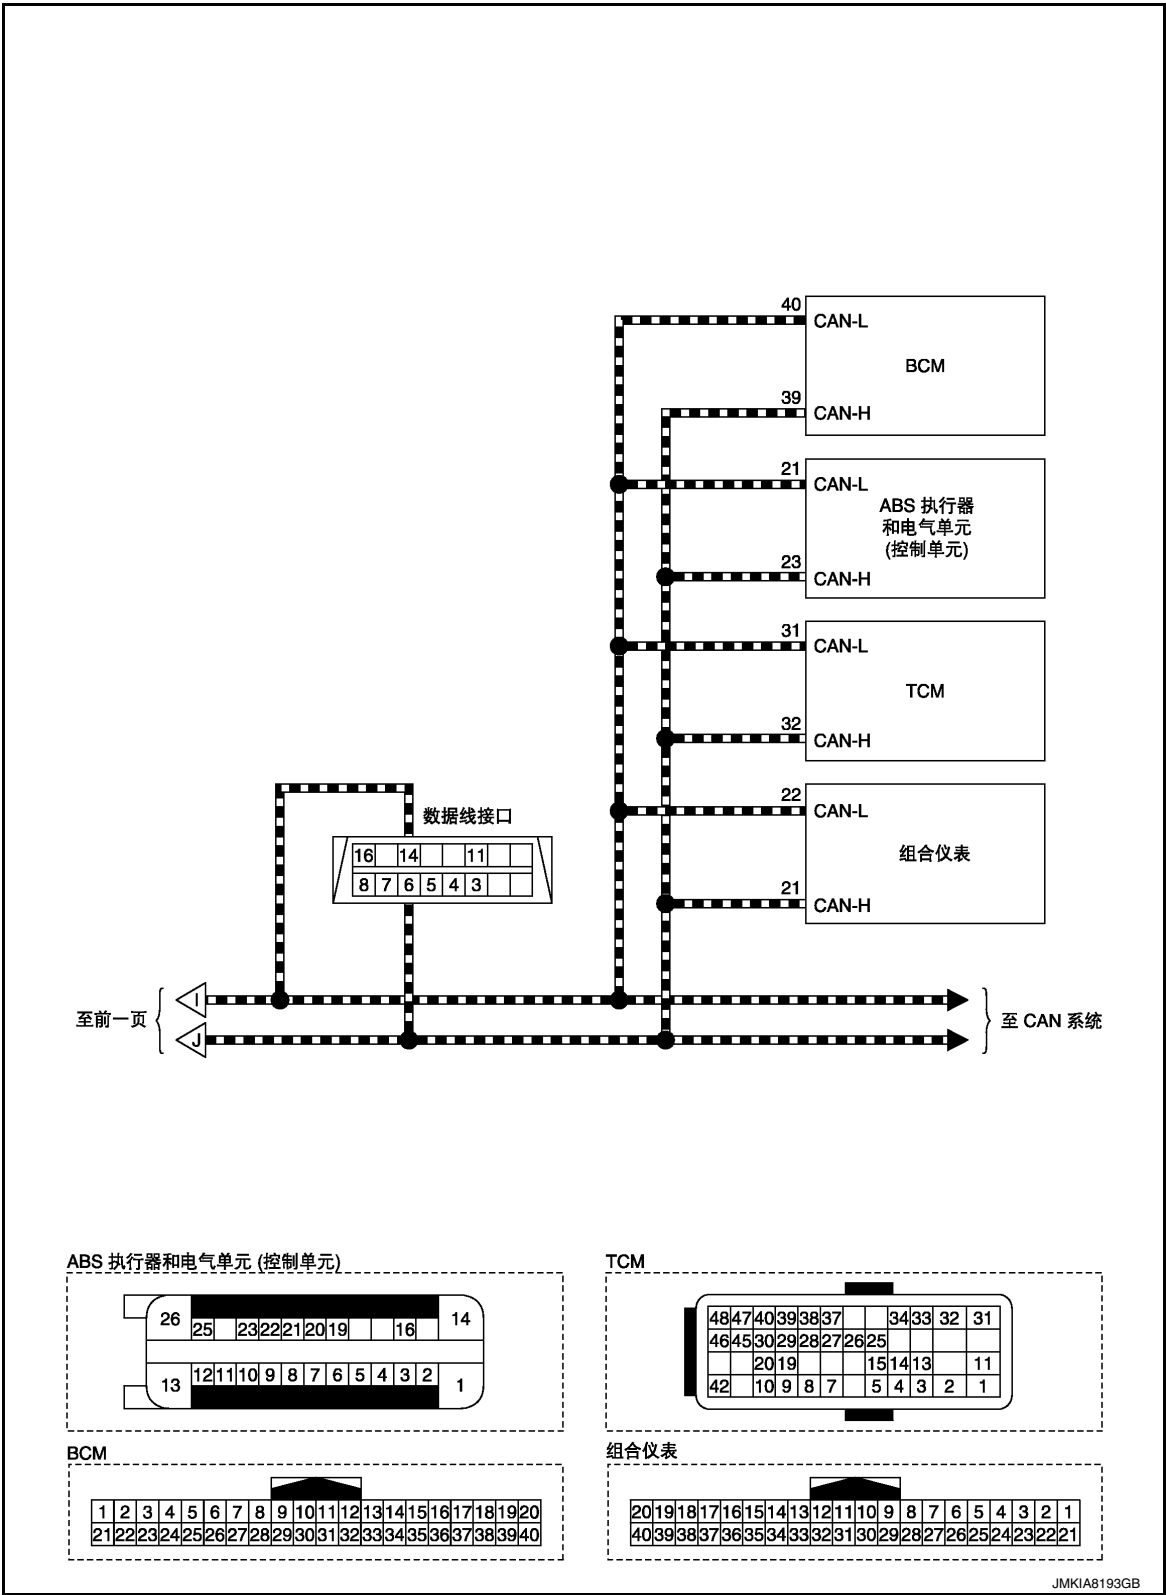 40
CAN-L
BCM
39
CAN-H
21
CAN-L
ABS 执行器
和电气单元
(控制单元)
23
CAN-H
31
CAN-L
TCM
32
CAN-H
数据线接口
16 14 11
8 7 6 5 4 3
22
CAN-L
组合仪表
21
CAN-H
I
至前一页
至 CAN 系统
J
ABS 执行器和电气单元 (控制单元)
26 14
25 23 22 21 20 19 16
12 11 10 9 8 7 6 5 4 3 2
13 1
TCM
48 47 40 39 38 37 34 33 32 31
46 45 30 29 28 27 26 25
20 19 15 14 13 11
42 10 9 8 7 5 4 3 2 1
BCM
1 2 3 4 5 6 7 8 9 10 11 12 13 14 15 16 17 18 19 20
21 22 23 24 25 26 27 28 29 30 31 32 33 34 35 36 37 38 39 40
组合仪表
20 19 18 17 16 15 14 13 12 11 10 9 8 7 6 5 4 3 2 1
40 39 38 37 36 35 34 33 32 31 30 29 28 27 26 25 24 23 22 21
JMKIA8193GB